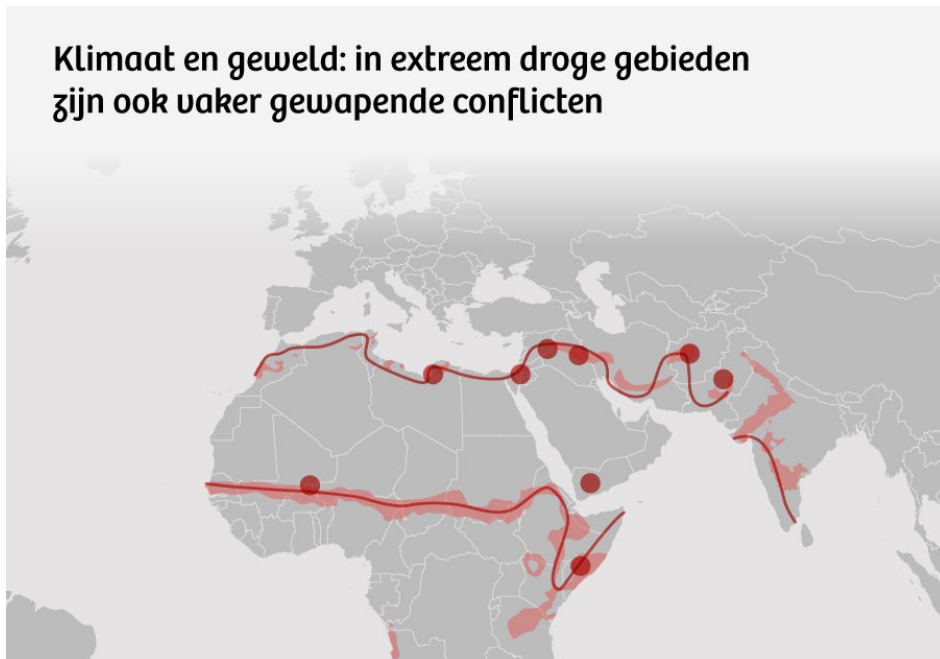 Klimaat en geweld: in extreem droge gebieden
zijn ook vaker gewapende conflicten